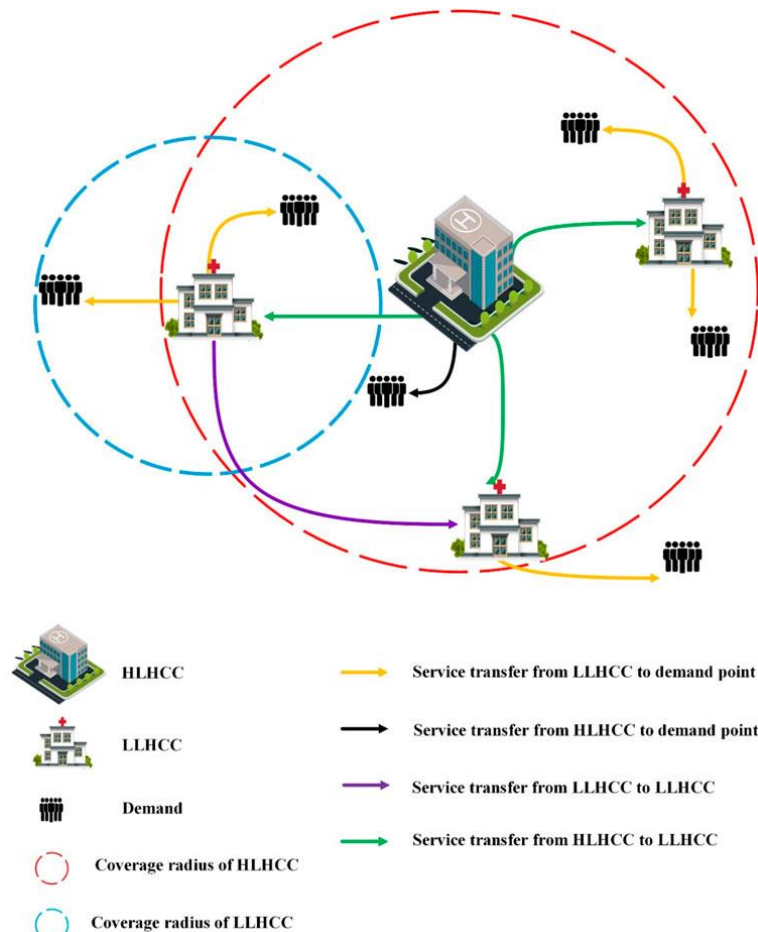 H
HLHCC
Service transfer from LLHCC to demand point
LLHCC
Service transfer from HLHCC to demand point
Demand
Service transfer from LLHCC to LLHCC
Coverage radius of HLHCC
Service transfer from HLHCC to LLHCC
Coverage radius of LLHCC